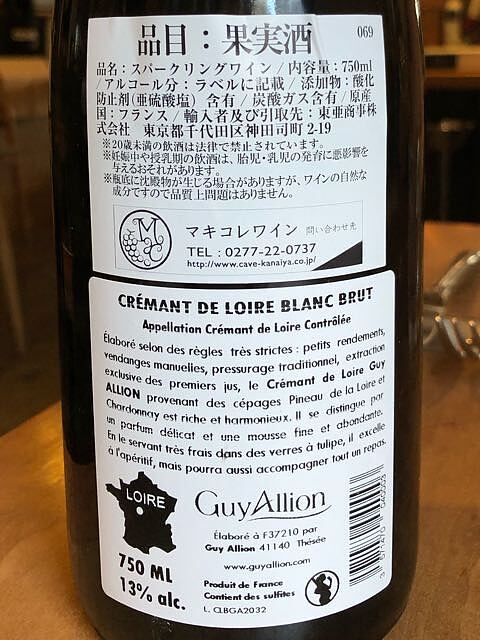 品目：果実酒
069
品名：スパークリングワイン / 内容量：750ml
/ アルコール分：ラベルに記載 / 添加物：酸化
防止剤(亜硫酸塩) 含有 / 炭酸ガス含有 / 原産
国：フランス / 輸入者及び引取先：東亜商事株
式会社 東京都千代田区神田司町 2-19
※20歳未満の飲酒は法律で禁止されています。
※妊娠中や授乳期の飲酒は、胎児・乳児の発育に悪影響を
与えるおそれがあります。
※瓶底に沈殿物が生じる場合がありますが、ワインの自然な
成分ですので品質上問題はありません。
マキコレワイン 問い合わせ先
TEL : 0277-22-0737
http://www.cave-kanaiya.co.jp/
CRÉMANT DE LOIRE BLANC BRUT
Appellation Crémant de Loire Contrôlée
Élaboré selon des règles très strictes : petits rendements,
vendanges manuelles, pressurage traditionnel, extraction
exclusive des premiers jus, le Crémant de Loire Guy
ALLION provenant des cépages Pineau de la Loire et
Chardonnay est riche et harmonieux. Il se distingue par
un parfum délicat et une mousse fine et abondante.
En le servant très frais dans des verres à tulipe, il excelle
à l'apéritif, mais pourra aussi accompagner tout un repas.
LOIRE
GuyAllion
Élaboré à F37210 par
Guy Allion 41140 Thésée
www.guyallion.com
750 ML
13% alc.
Produit de France
Contient des sulfites
L. CLBGA2032